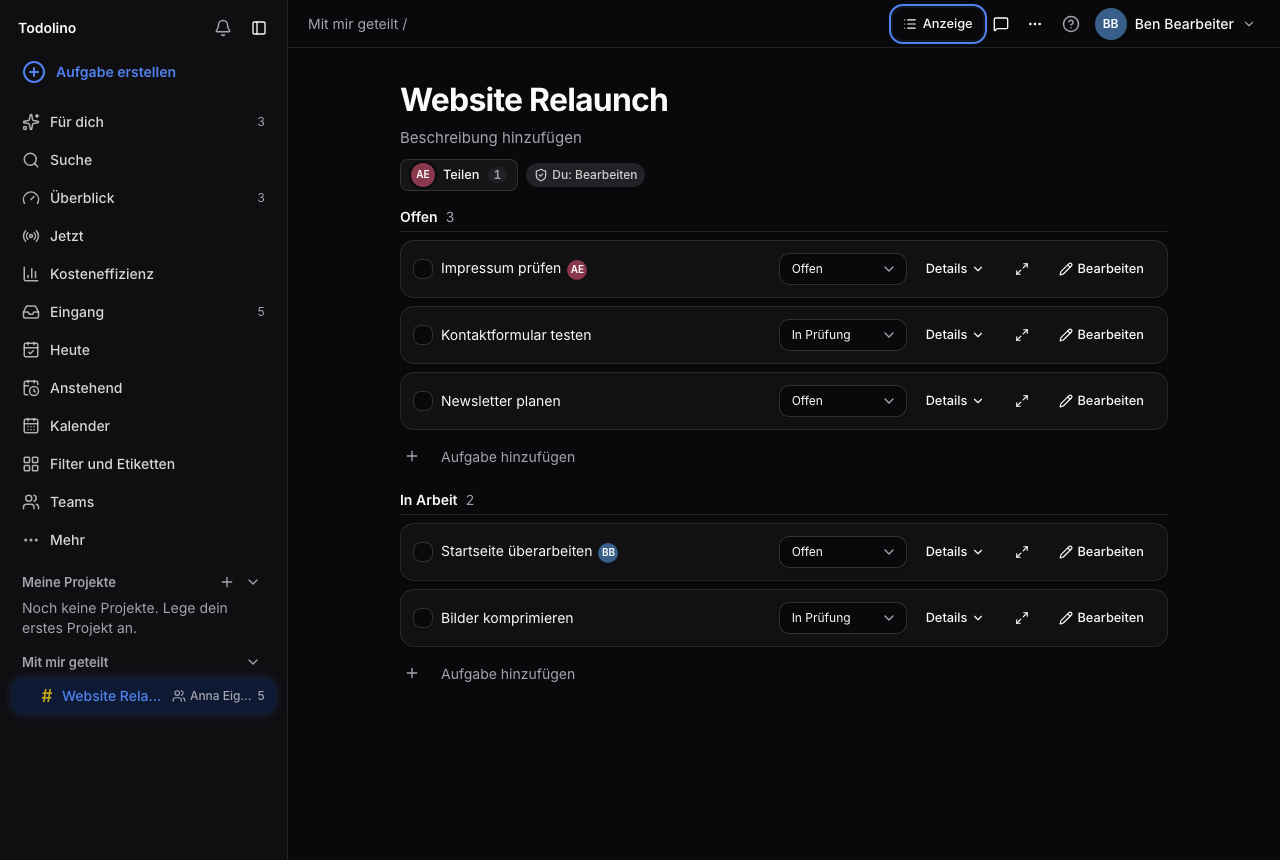 Todolino
Aufgabe erstellen
Für dich 3
Suche
Überblick 3
Jetzt
Kosteneffizienz
Eingang 5
Heute
Anstehend
Kalender
Filter und Etiketten
Teams
Mehr
Meine Projekte
Noch keine Projekte. Lege dein
erstes Projekt an.
Mit mir geteilt
# Website Rela... Anna Eig... 5
Mit mir geteilt /
Anzeige
BB Ben Bearbeiter
Website Relaunch
Beschreibung hinzufügen
AE Teilen 1 Du: Bearbeiten
Offen 3
Impressum prüfen AE Offen Details Bearbeiten
Kontaktformular testen In Prüfung Details Bearbeiten
Newsletter planen Offen Details Bearbeiten
+ Aufgabe hinzufügen
In Arbeit 2
Startseite überarbeiten BB Offen Details Bearbeiten
Bilder komprimieren In Prüfung Details Bearbeiten
+ Aufgabe hinzufügen